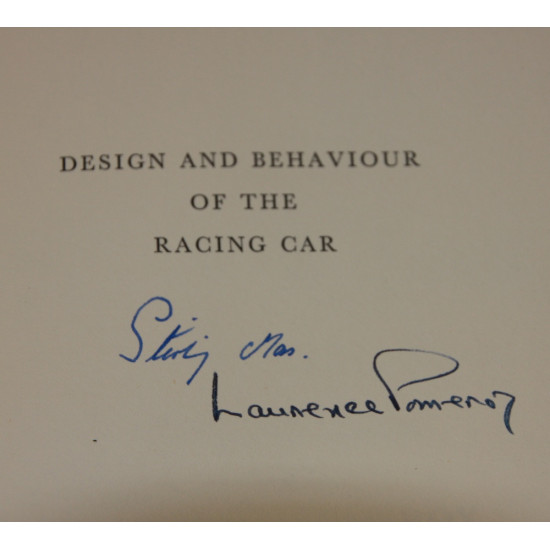 DESIGN AND BEHAVIOUR
OF THE
RACING CAR
Stirling Moss.
Laurence Pomeroy